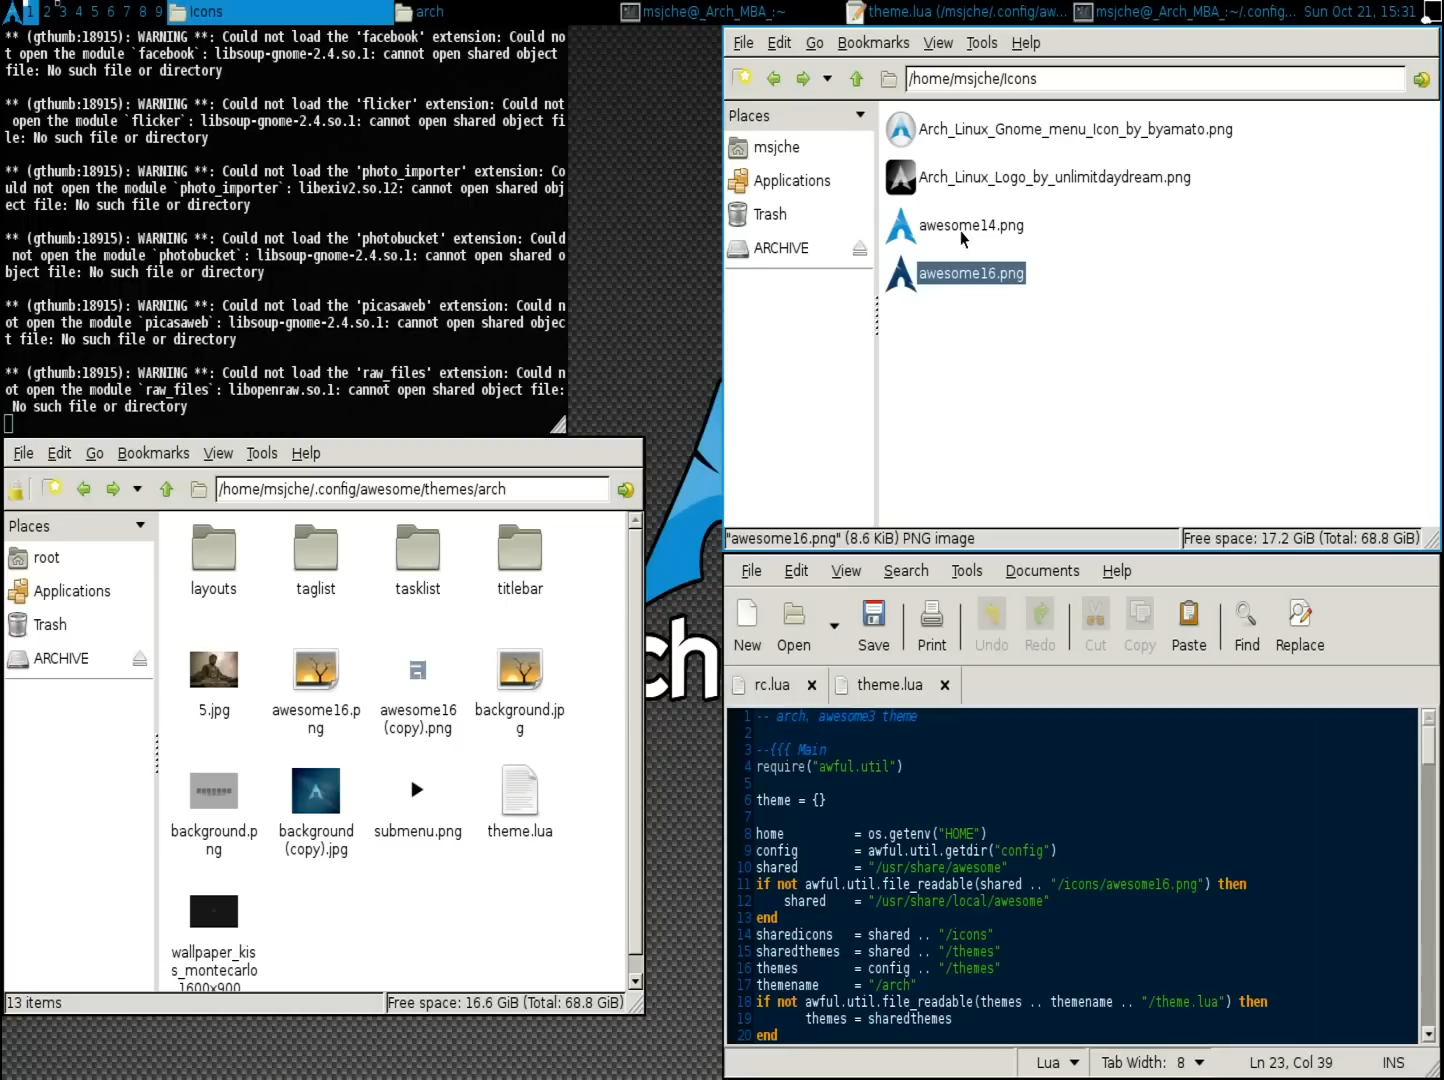 1 2 3 4 5 6 7 8 9 Icons arch msjche@_Arch_MBA_:~ theme.lua (/msjche/.config/aw... msjche@_Arch_MBA_:~/.config... Sun Oct 21, 15:31
** (gthumb:18915): WARNING **: Could not load the 'facebook' extension: Could no
t open the module `facebook`: libsoup-gnome-2.4.so.1: cannot open shared object
file: No such file or directory
** (gthumb:18915): WARNING **: Could not load the 'flicker' extension: Could not
open the module `flicker`: libsoup-gnome-2.4.so.1: cannot open shared object fi
le: No such file or directory
** (gthumb:18915): WARNING **: Could not load the 'photo_importer' extension: Co
uld not open the module `photo_importer`: libexiv2.so.12: cannot open shared obj
ect file: No such file or directory
** (gthumb:18915): WARNING **: Could not load the 'photobucket' extension: Could
not open the module `photobucket`: libsoup-gnome-2.4.so.1: cannot open shared o
bject file: No such file or directory
** (gthumb:18915): WARNING **: Could not load the 'picasaweb' extension: Could n
ot open the module `picasaweb`: libsoup-gnome-2.4.so.1: cannot open shared objec
t file: No such file or directory
** (gthumb:18915): WARNING **: Could not load the 'raw_files' extension: Could n
ot open the module `raw_files`: libopenraw.so.1: cannot open shared object file:
No such file or directory
File Edit Go Bookmarks View Tools Help
/home/msjche/Icons
Places
msjche
Applications
Trash
ARCHIVE
Arch_Linux_Gnome_menu_Icon_by_byamato.png
Arch_Linux_Logo_by_unlimitdaydream.png
awesome14.png
awesome16.png
"awesome16.png" (8.6 KiB) PNG image Free space: 17.2 GiB (Total: 68.8 GiB)
File Edit Go Bookmarks View Tools Help
/home/msjche/.config/awesome/themes/arch
Places
root
Applications
Trash
ARCHIVE
layouts taglist tasklist titlebar
5.jpg awesome16.p awesome16 background.jp
ng (copy).png g
background.p background submenu.png theme.lua
ng (copy).jpg
wallpaper_kis
s_montecarlo
_1600x900_
13 items Free space: 16.6 GiB (Total: 68.8 GiB)
ch
File Edit View Search Tools Documents Help
New Open Save Print Undo Redo Cut Copy Paste Find Replace
rc.lua theme.lua
1 -- arch, awesome3 theme
2
3 --{{{ Main
4 require("awful.util")
5
6 theme = {}
7
8 home = os.getenv("HOME")
9 config = awful.util.getdir("config")
10 shared = "/usr/share/awesome"
11 if not awful.util.file_readable(shared .. "/icons/awesome16.png") then
12 shared = "/usr/share/local/awesome"
13 end
14 sharedicons = shared .. "/icons"
15 sharedthemes = shared .. "/themes"
16 themes = config .. "/themes"
17 themename = "/arch"
18 if not awful.util.file_readable(themes .. themename .. "/theme.lua") then
19 themes = sharedthemes
20 end
Lua Tab Width: 8 Ln 23, Col 39 INS